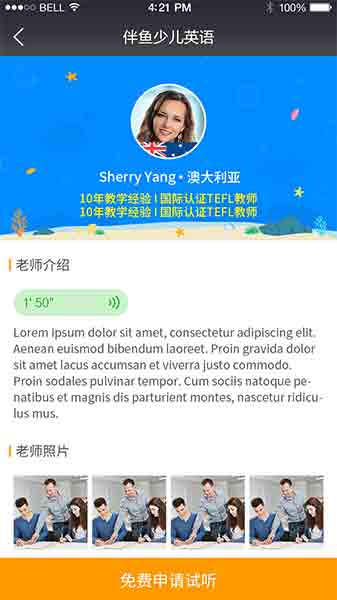 BELL 4:21 PM 100%
伴鱼少儿英语
Sherry Yang • 澳大利亚
10年教学经验 I 国际认证TEFL教师
10年教学经验 I 国际认证TEFL教师
老师介绍
1' 50"
Lorem ipsum dolor sit amet, consectetur adipiscing elit.
Aenean euismod bibendum laoreet. Proin gravida dolor
sit amet lacus accumsan et viverra justo commodo.
Proin sodales pulvinar tempor. Cum sociis natoque pe-
natibus et magnis dis parturient montes, nascetur ridicu-
lus mus.
老师照片
免费申请试听